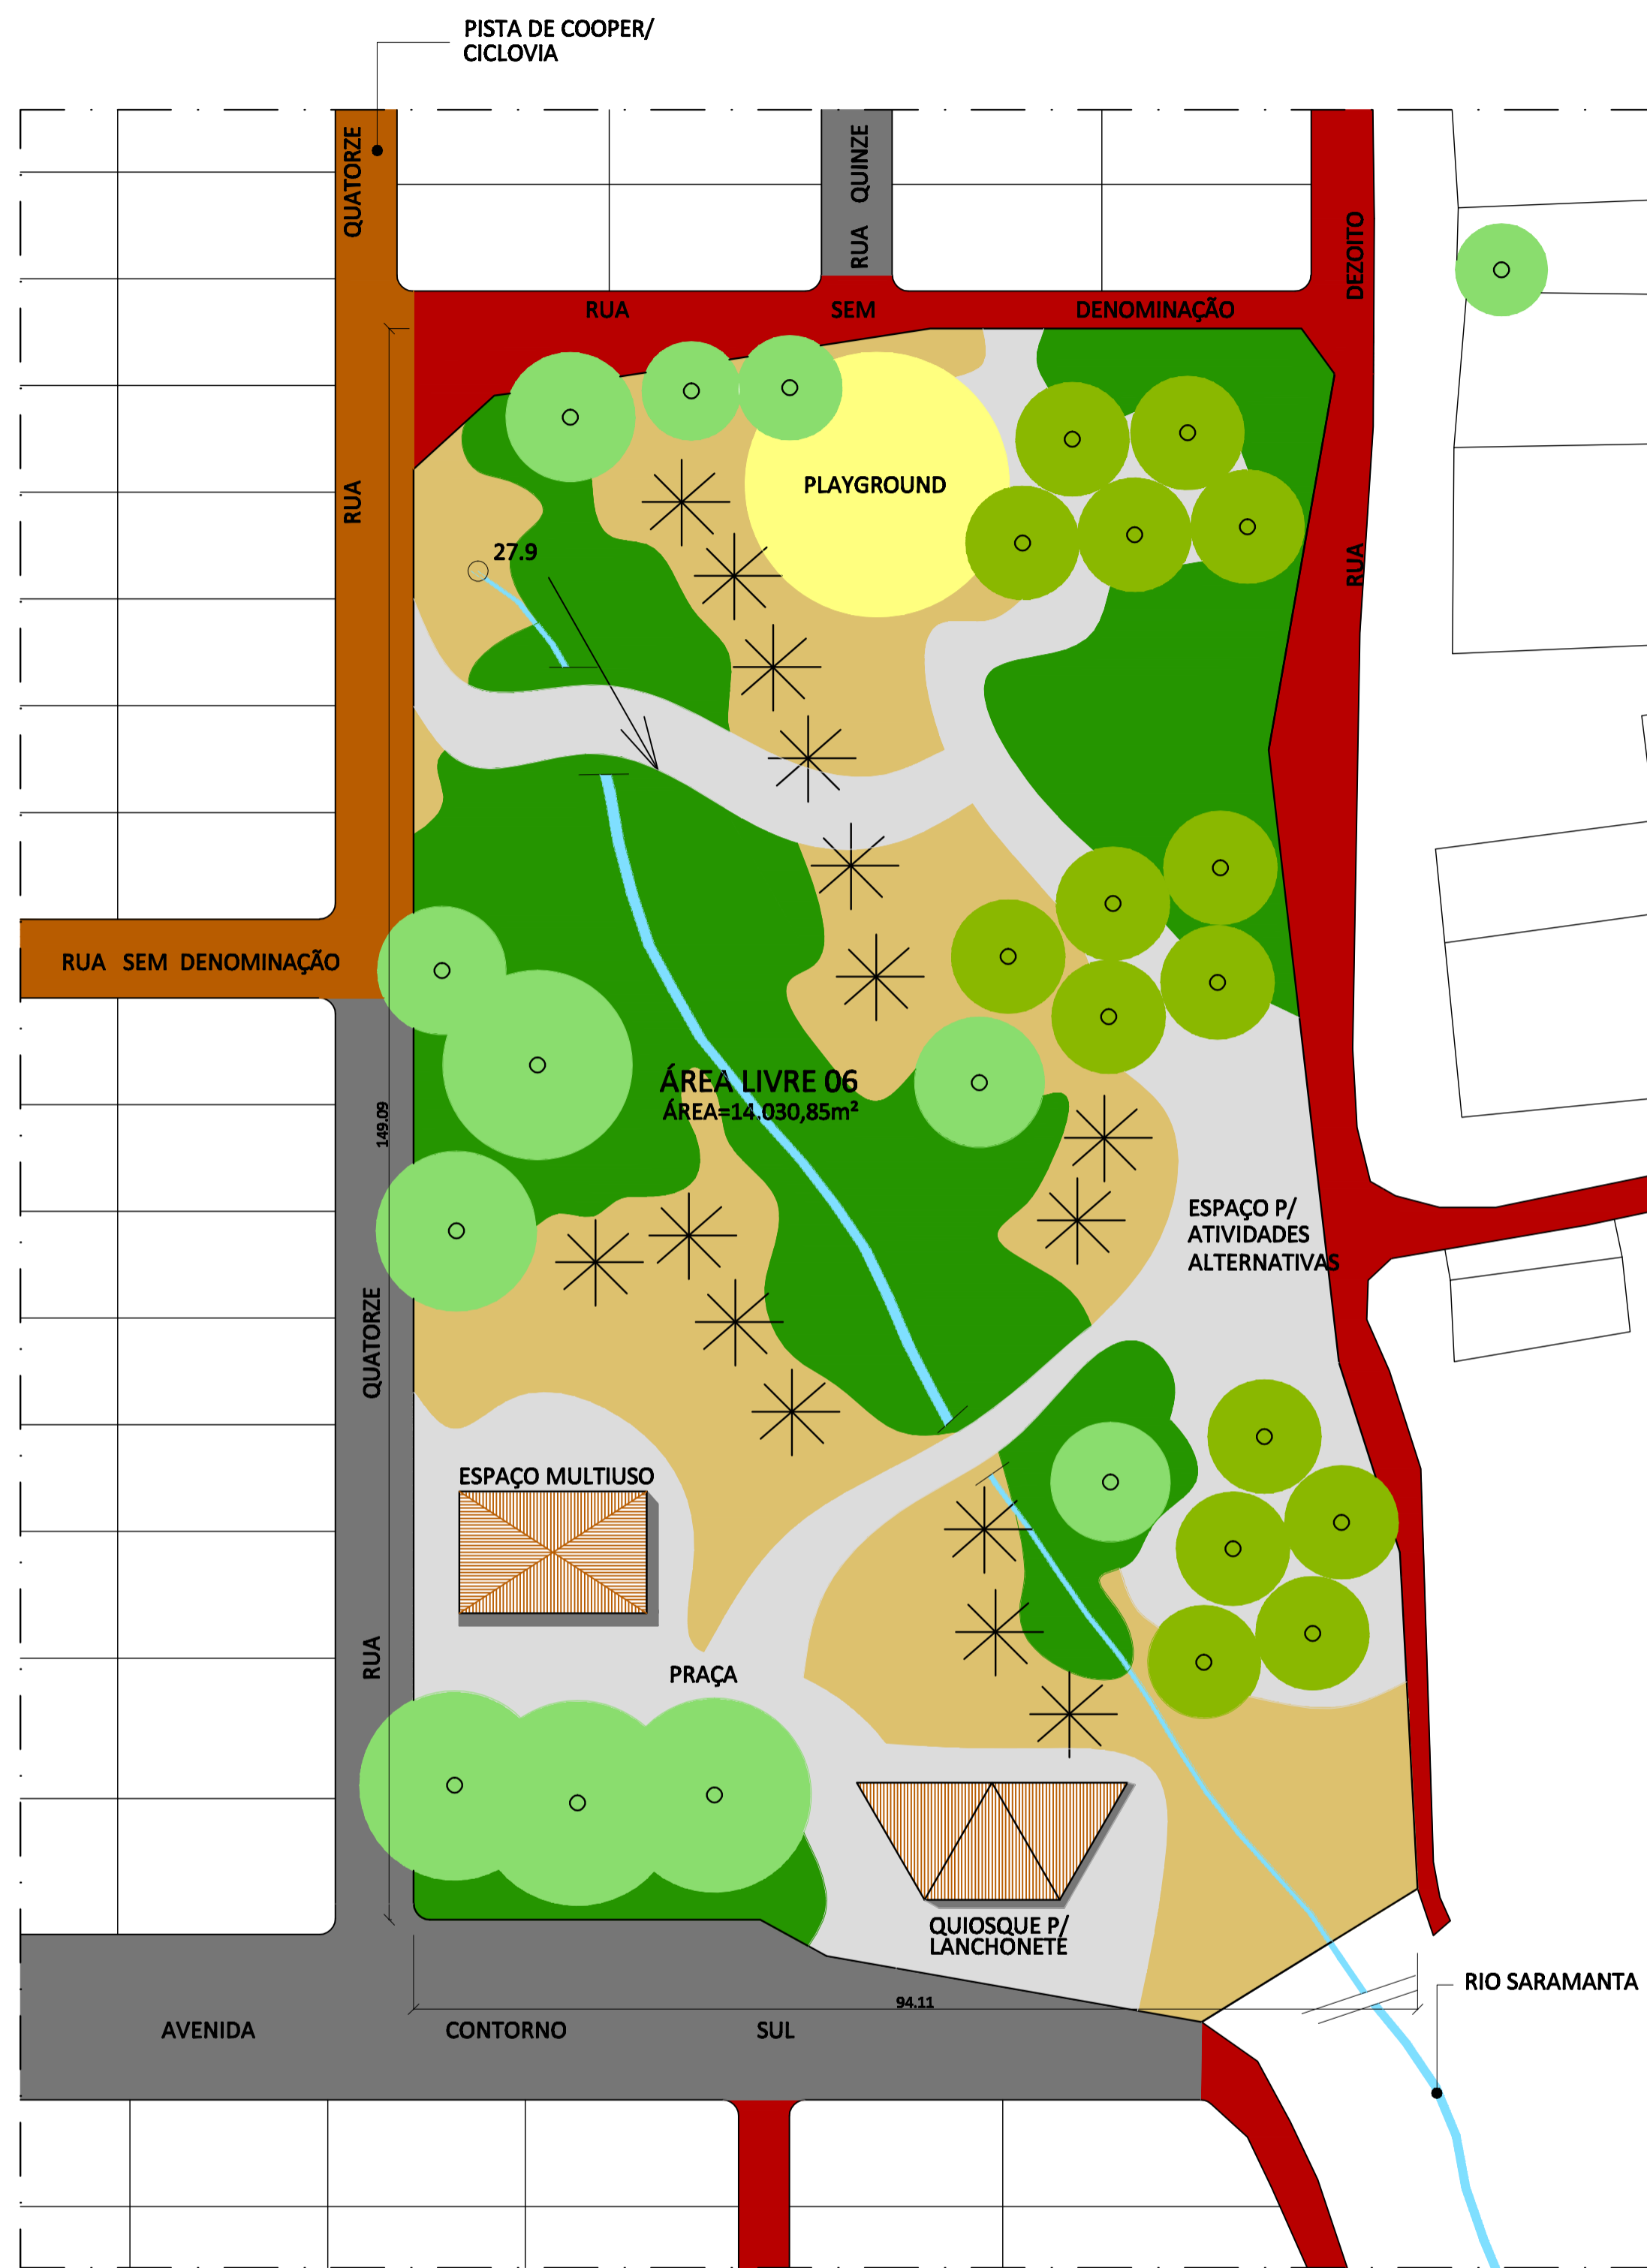 PISTA DE COOPER/
CICLOVIA
QUATORZE
RUA QUINZE
DEZOITO
RUA SEM DENOMINAÇÃO
RUA
PLAYGROUND
27.9
RUA
RUA SEM DENOMINAÇÃO
ÁREA LIVRE 06
ÁREA=14.030,85m²
149.09
ESPAÇO P/
ATIVIDADES
ALTERNATIVAS
QUATORZE
ESPAÇO MULTIUSO
RUA
PRAÇA
QUIOSQUE P/
LANCHONETE
RIO SARAMANTA
94.11
AVENIDA CONTORNO SUL